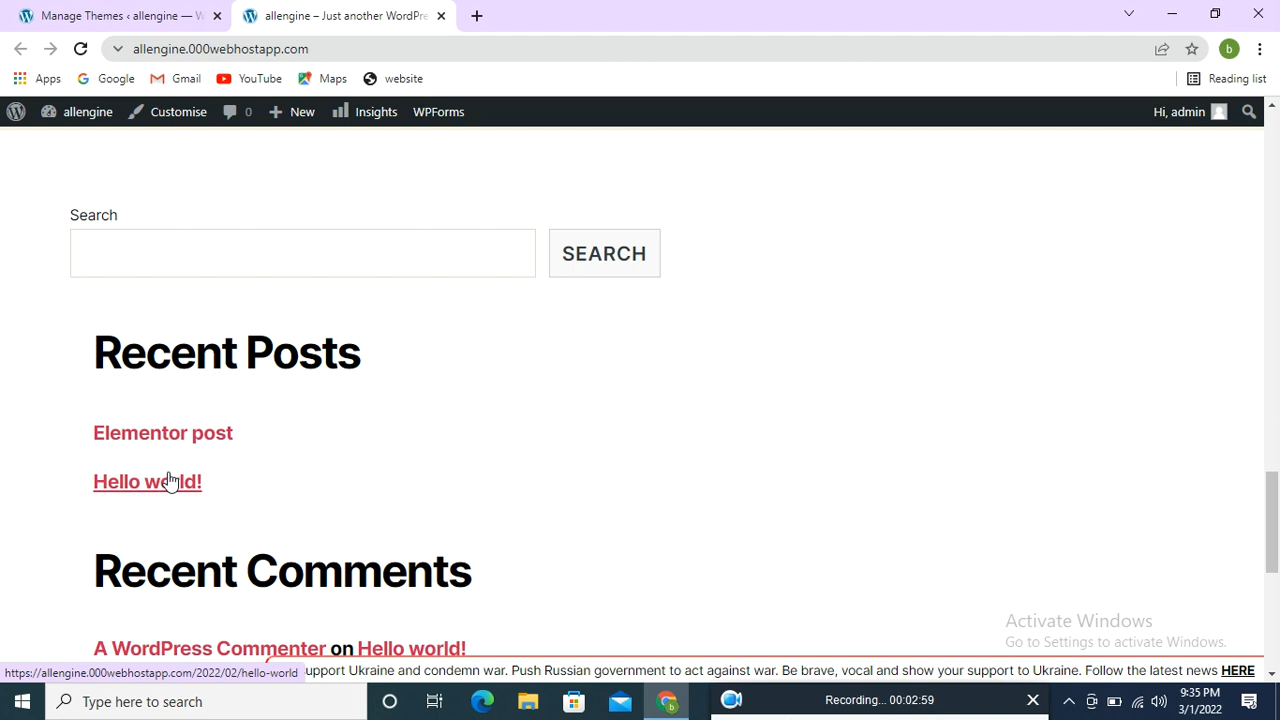 Manage Themes ‹ allengine — W
allengine – Just another WordPre
allengine.000webhostapp.com
b
Apps Google Gmail YouTube Maps website Reading list
allengine Customise 0 New Insights WPForms Hi, admin
Search
SEARCH
Recent Posts
Elementor post
Hello world!
Recent Comments
A WordPress Commenter on Hello world!
Activate Windows
Go to Settings to activate Windows.
https://allengine.000webhostapp.com/2022/02/hello-world
upport Ukraine and condemn war. Push Russian government to act against war. Be brave, vocal and show your support to Ukraine. Follow the latest news HERE
Type here to search
Recording... 00:02:59
9:35 PM
3/1/2022